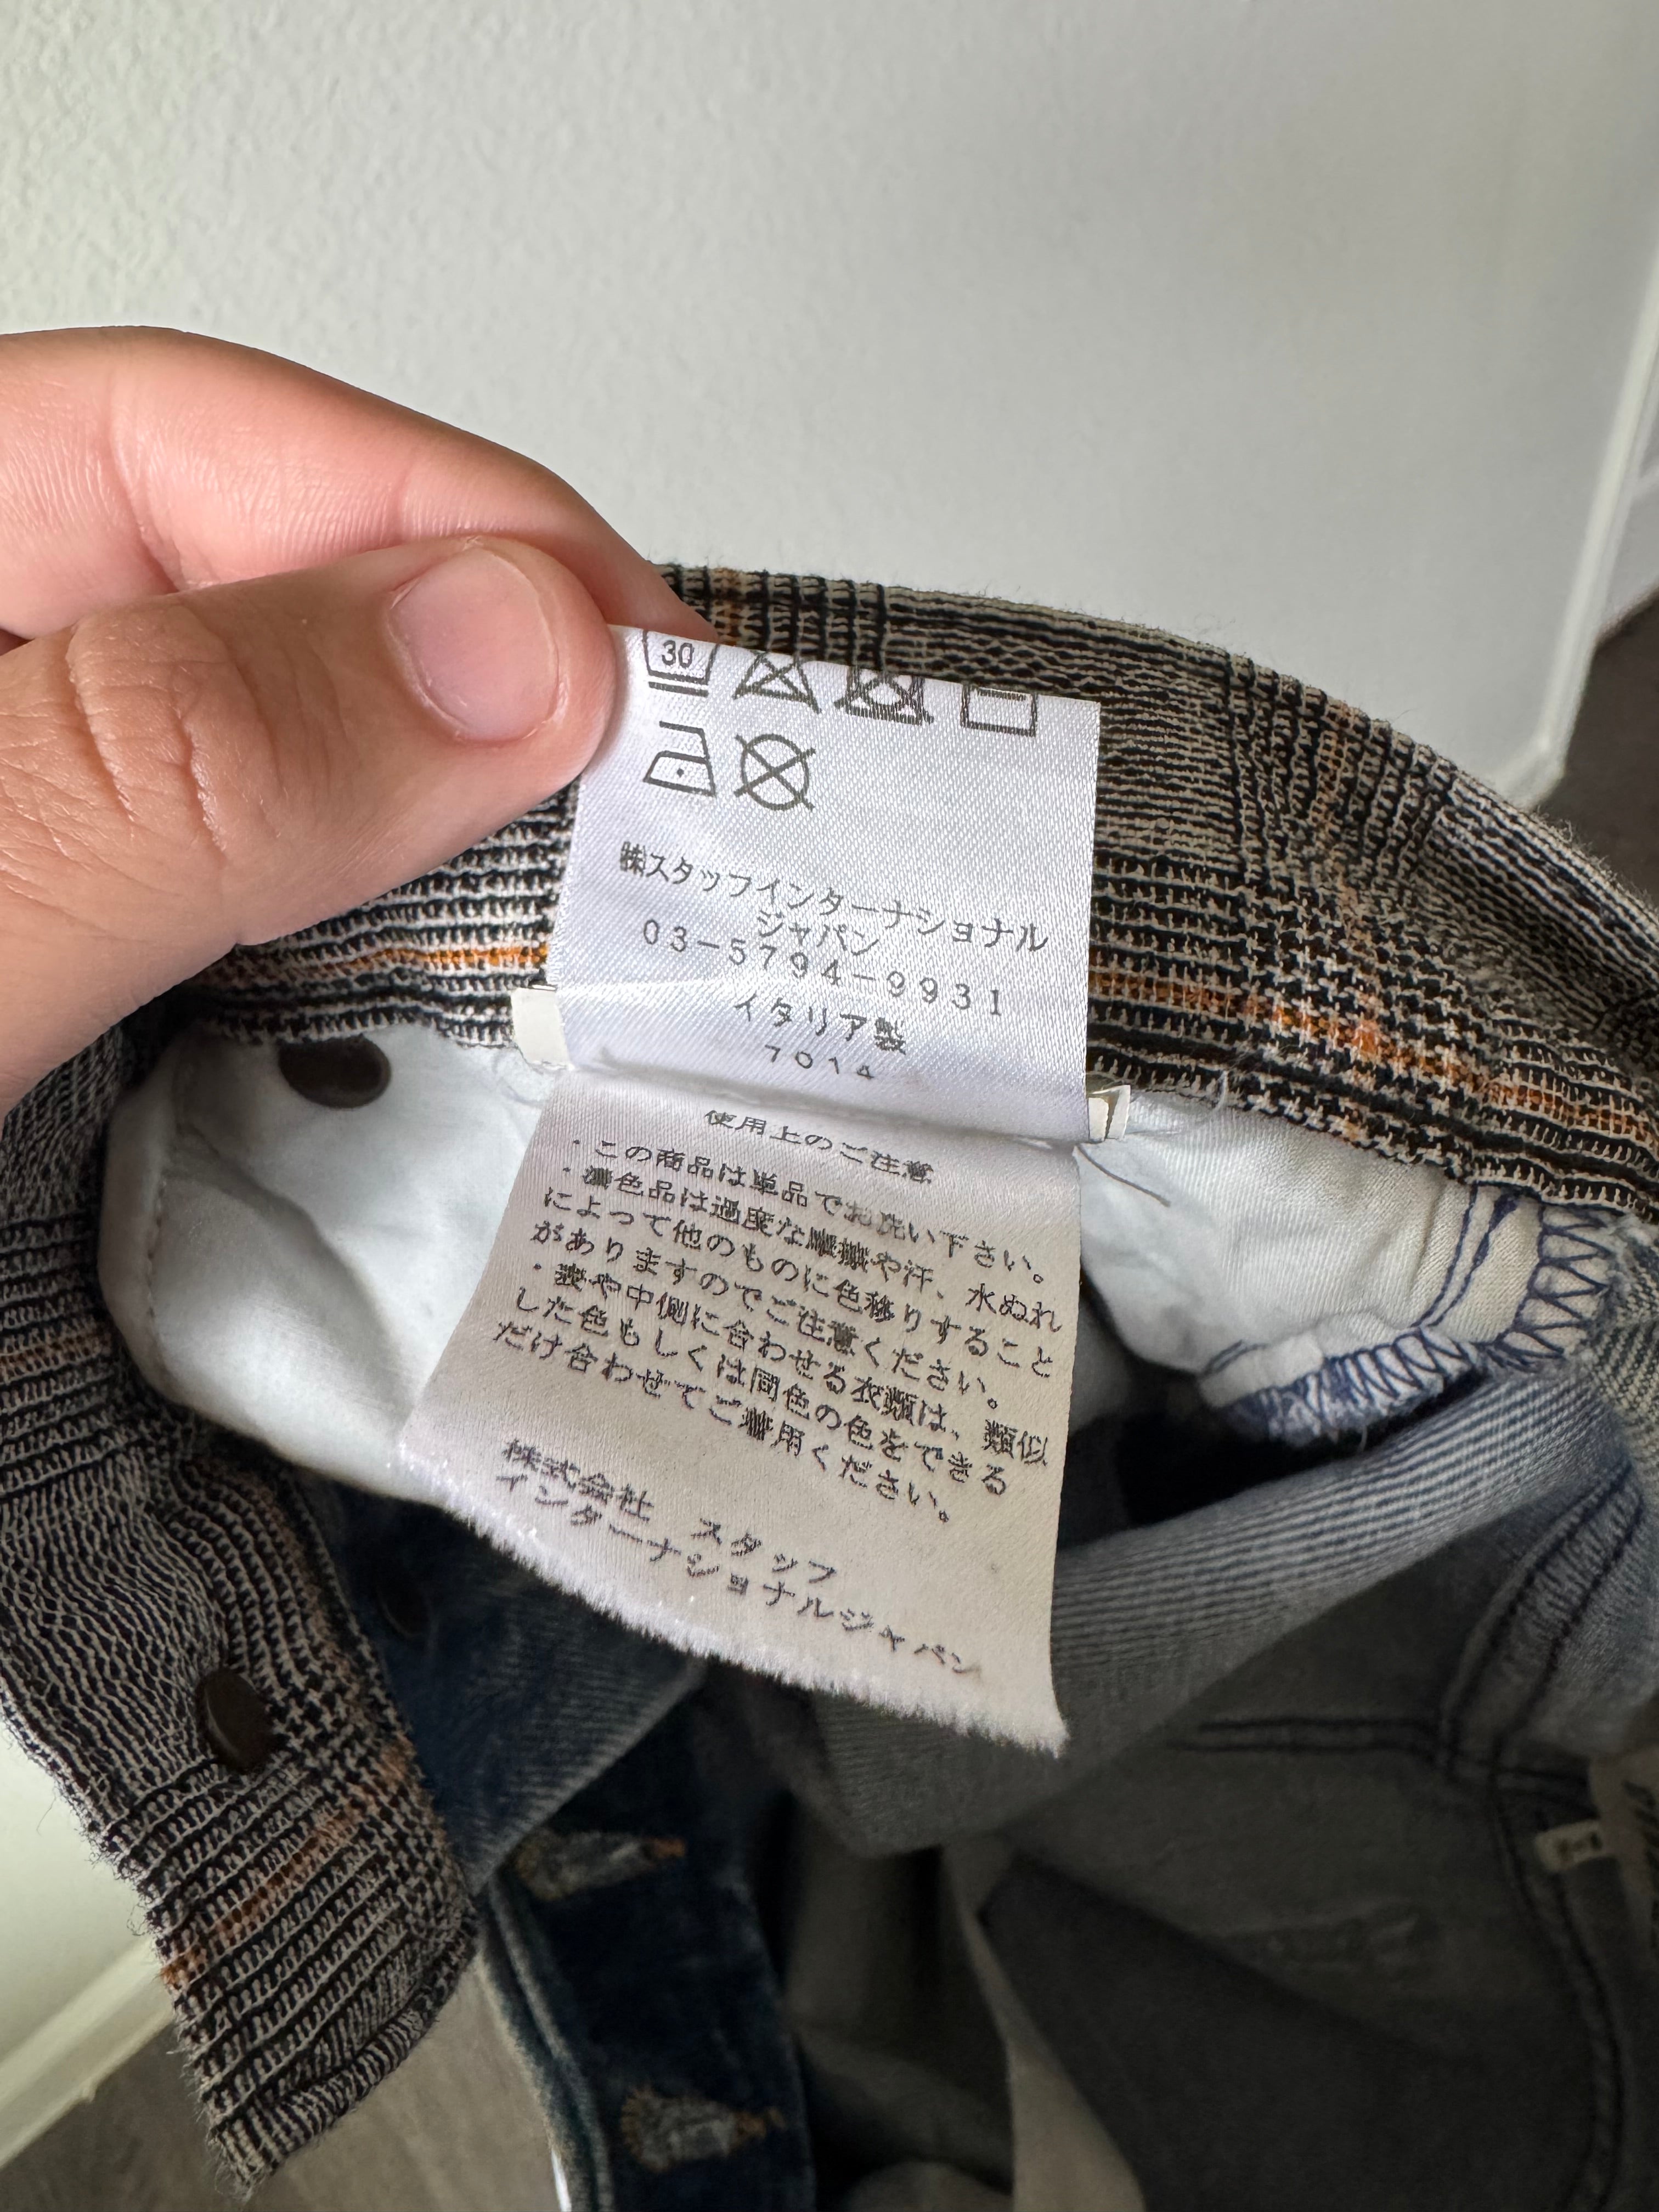 30
㈱スタッフインターナショナル
ジャパン
03-5794-9931
イタリア製
7014
使用上のご注意
・この商品は単品でお洗い下さい。
・濃色品は過度な摩擦や汗、水ぬれ
によって他のものに色移りすること
がありますのでご注意ください。
・裏や中側に合わせる衣類は、類似
した色もしくは同色の色をできる
だけ合わせてご着用ください。
株式会社 スタッフ
インターナショナルジャパン